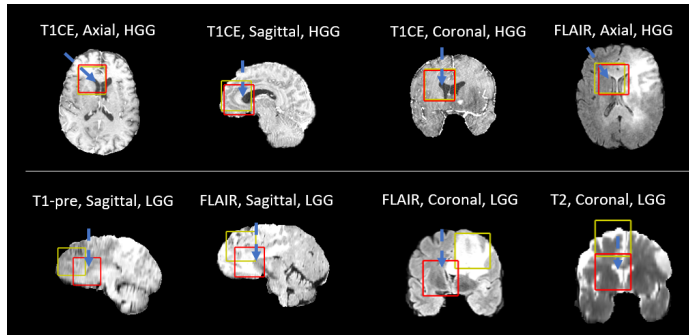 T1CE, Axial, HGG
T1CE, Sagittal, HGG
T1CE, Coronal, HGG
FLAIR, Axial, HGG
T1-pre, Sagittal, LGG
FLAIR, Sagittal, LGG
FLAIR, Coronal, LGG
T2, Coronal, LGG